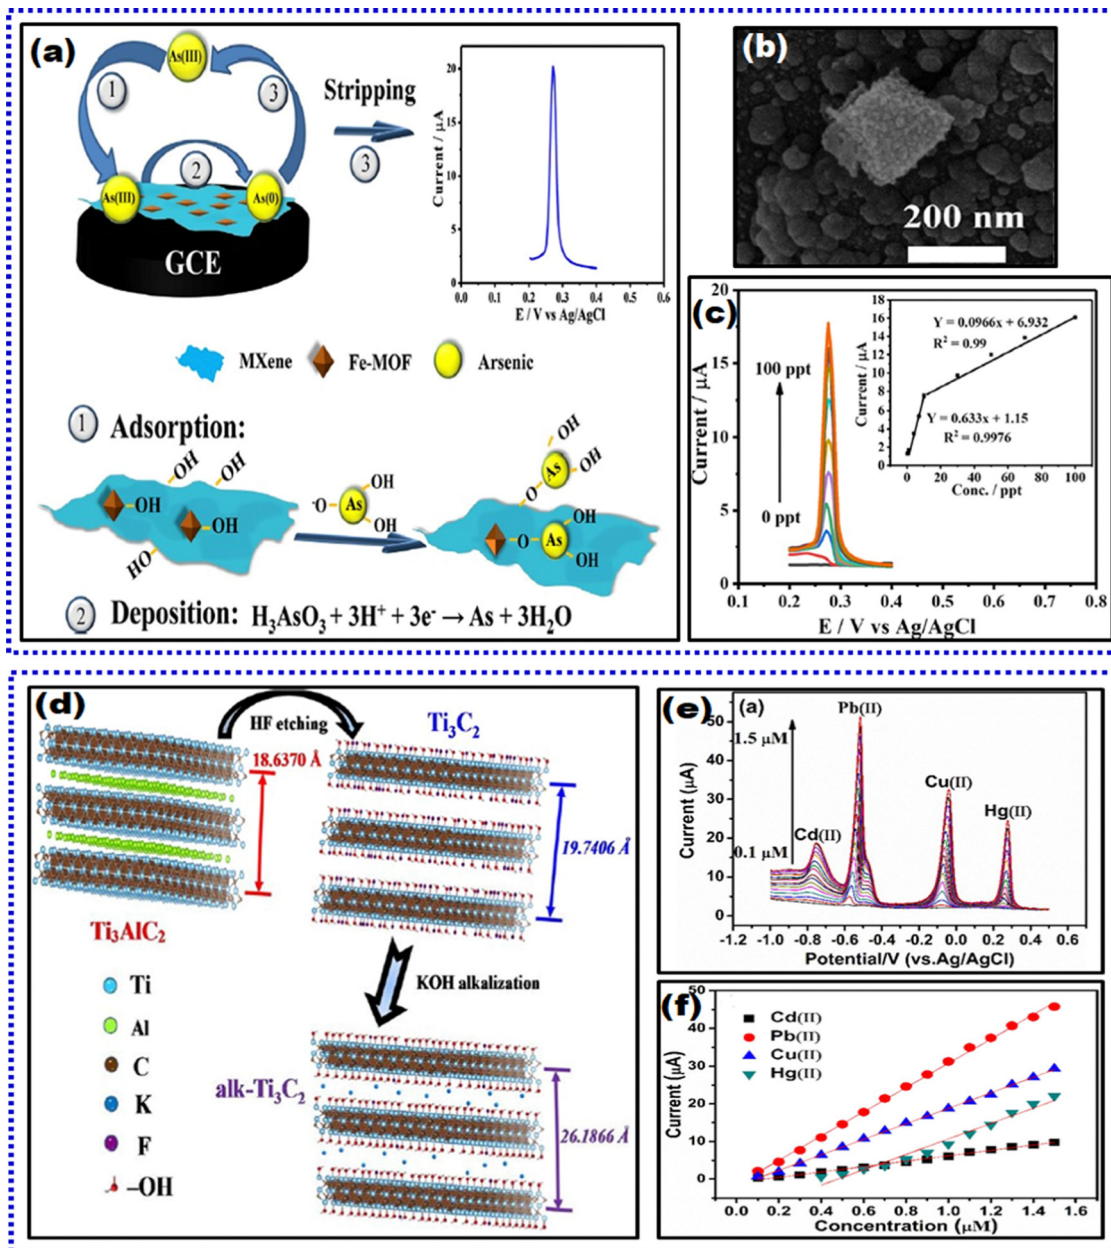 (a)
As(III)
1
3
2
As(III)
As(0)
GCE
Stripping
3
Current / µA
20
15
10
5
0
0.0 0.1 0.2 0.3 0.4 0.5 0.6
E / V vs Ag/AgCl
MXene
Fe-MOF
Arsenic
1 Adsorption:
OH
OH
OH
OH
HO
-O
As
OH
OH
OH
As
OH
O
O
As
OH
OH
2 Deposition: H₃AsO₃ + 3H⁺ + 3e⁻ → As + 3H₂O
(b)
200 nm
(c)
Current / µA
20
15
10
5
0
0.1 0.2 0.3 0.4 0.5 0.6 0.7 0.8
E / V vs Ag/AgCl
100 ppt
0 ppt
Current / µA
18
16
14
12
10
8
6
4
2
0
0 20 40 60 80 100
Conc. / ppt
Y = 0.0966x + 6.932
R² = 0.99
Y = 0.633x + 1.15
R² = 0.9976
(d)
HF etching
Ti₃C₂
18.6370 Å
19.7406 Å
Ti₃AlC₂
KOH alkalization
Ti
Al
C
K
F
–OH
alk-Ti₃C₂
26.1866 Å
(e)
(a)
Pb(II)
1.5 µM
Cu(II)
Hg(II)
Cd(II)
0.1 µM
Current (µA)
50
40
30
20
10
0
-1.2 -1.0 -0.8 -0.6 -0.4 -0.2 0.0 0.2 0.4 0.6
Potential/V (vs.Ag/AgCl)
(f)
Cd(II)
Pb(II)
Cu(II)
Hg(II)
Current (µA)
50
40
30
20
10
0
0.0 0.2 0.4 0.6 0.8 1.0 1.2 1.4 1.6
Concentration (µM)